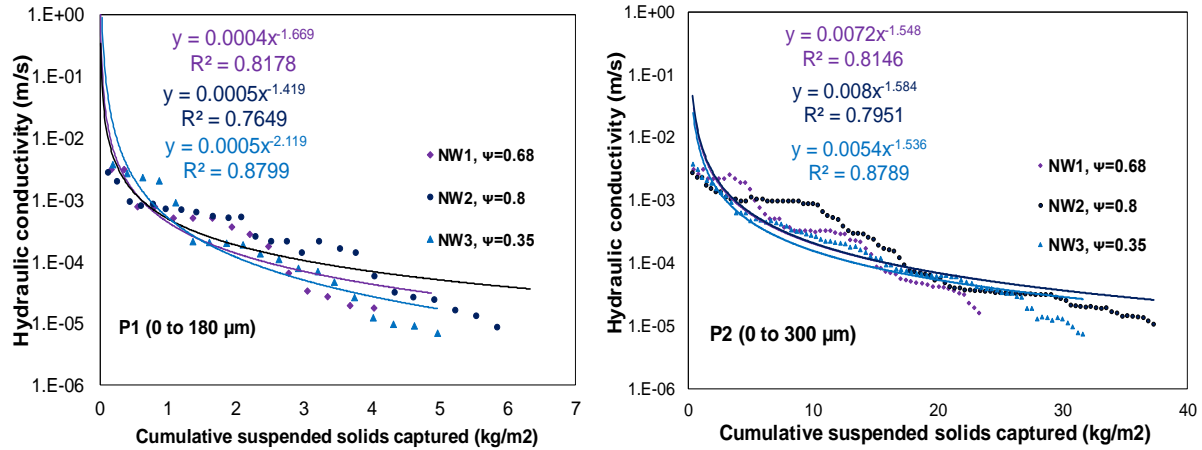 1.E+00
1.E-01
1.E-02
1.E-03
1.E-04
1.E-05
1.E-06
Hydraulic conductivity (m/s)
y = 0.0004x^-1.669
R² = 0.8178
y = 0.0005x^-1.419
R² = 0.7649
y = 0.0005x^-2.119
R² = 0.8799
NW1, ψ=0.68
NW2, ψ=0.8
NW3, ψ=0.35
P1 (0 to 180 µm)
0 1 2 3 4 5 6 7
Cumulative suspended solids captured (kg/m2)
1.E+00
1.E-01
1.E-02
1.E-03
1.E-04
1.E-05
1.E-06
Hydraulic conductivity (m/s)
y = 0.0072x^-1.548
R² = 0.8146
y = 0.008x^-1.584
R² = 0.7951
y = 0.0054x^-1.536
R² = 0.8789
NW1, ψ=0.68
NW2, ψ=0.8
NW3, ψ=0.35
P2 (0 to 300 µm)
0 10 20 30 40
Cumulative suspended solids captured (kg/m2)